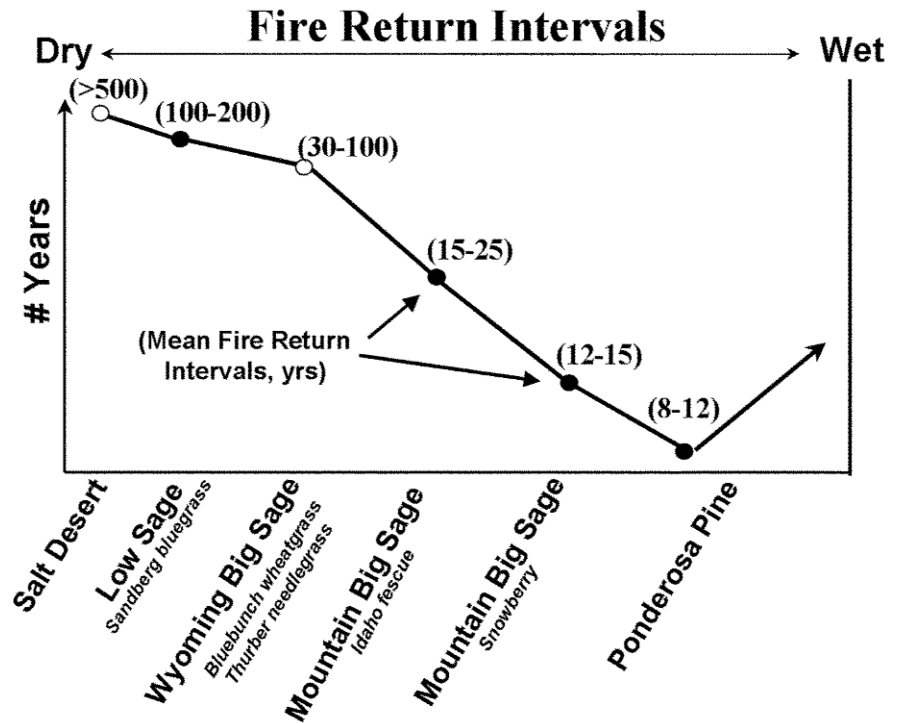 Fire Return Intervals
Dry
Wet
(>500)
(100-200)
(30-100)
(15-25)
(12-15)
(8-12)
# Years
(Mean Fire Return
Intervals, yrs)
Salt Desert
Low Sage
Sandberg bluegrass
Wyoming Big Sage
Bluebunch wheatgrass
Thurber needlegrass
Mountain Big Sage
Idaho fescue
Mountain Big Sage
Snowberry
Ponderosa Pine